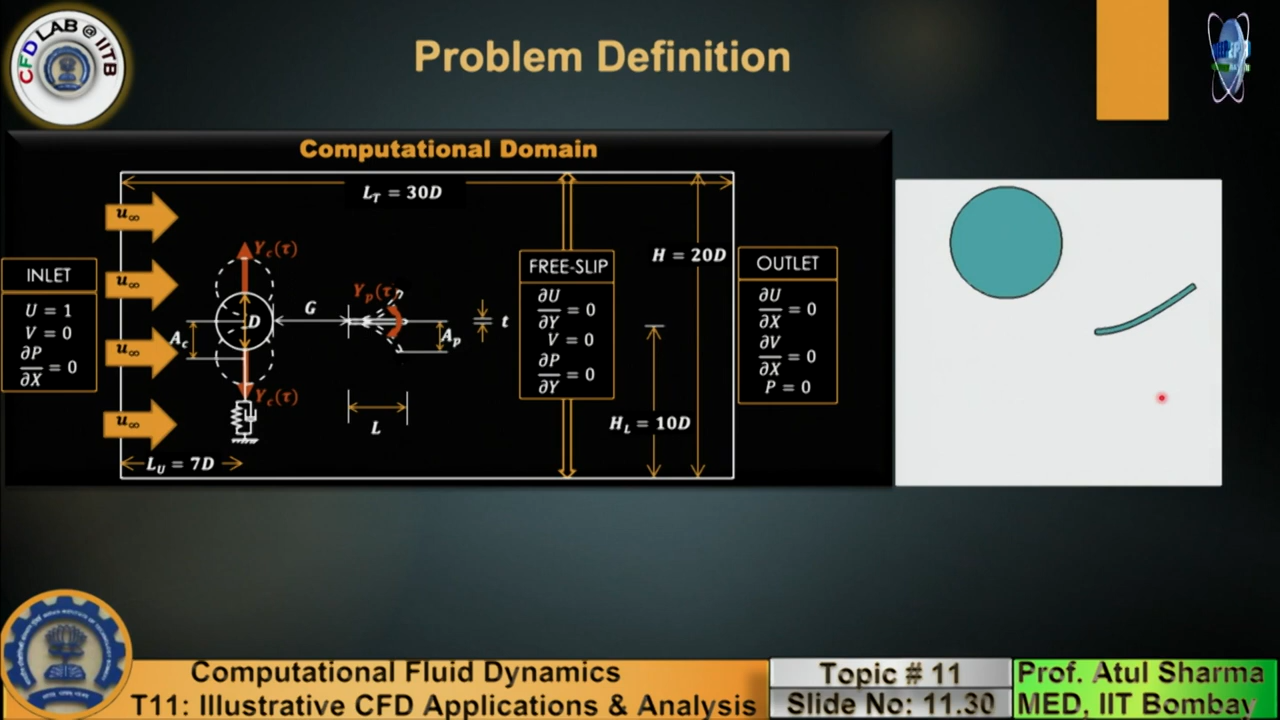 CFD LAB @ IITB
Problem Definition
Computational Domain
L_T = 30D
u∞
u∞
u∞
u∞
INLET
U = 1
V = 0
∂P/∂X = 0
Y_c(τ)
D
A_c
Y_c(τ)
G
Y_p(τ)
A_p
t
L
L_U = 7D
FREE-SLIP
∂U/∂Y = 0
V = 0
∂P/∂Y = 0
H = 20D
H_L = 10D
OUTLET
∂U/∂X = 0
∂V/∂X = 0
P = 0
Computational Fluid Dynamics
T11: Illustrative CFD Applications & Analysis
Topic # 11
Slide No: 11.30
Prof. Atul Sharma
MED, IIT Bombay